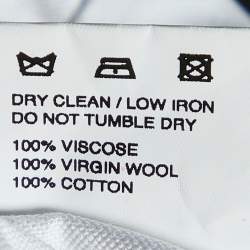 DRY CLEAN / LOW IRON
DO NOT TUMBLE DRY
100% VISCOSE
100% VIRGIN WOOL
100% COTTON